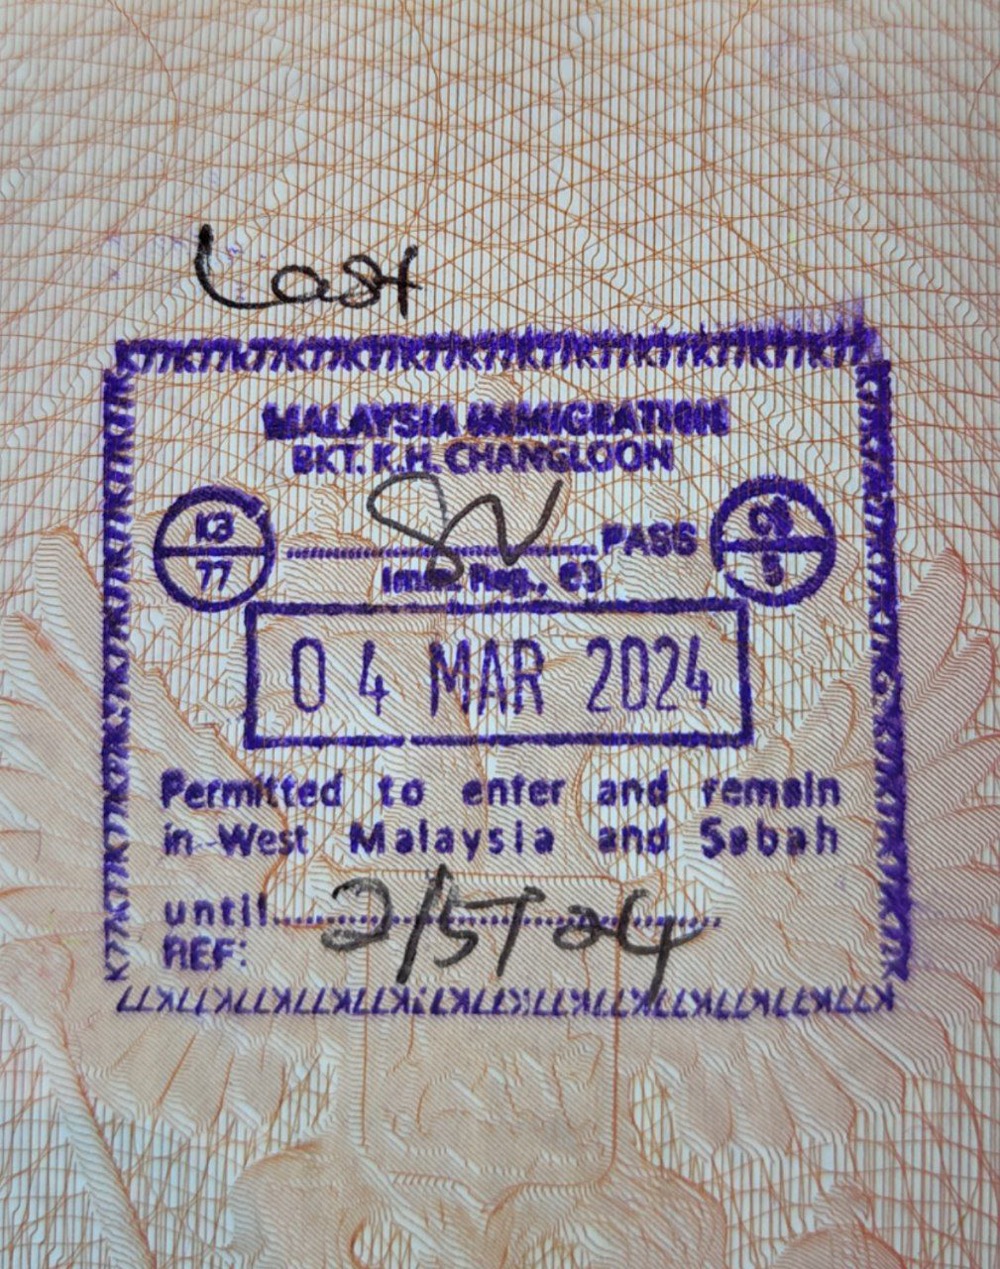 Last
MALAYSIA IMMIGRATION
BKT. K.H. CHANGLOON
K3
77
SV
PASS
Imm. Reg., 63
04 MAR 2024
Permitted to enter and remain
in West Malaysia and Sabah
until 2/5/24
REF: